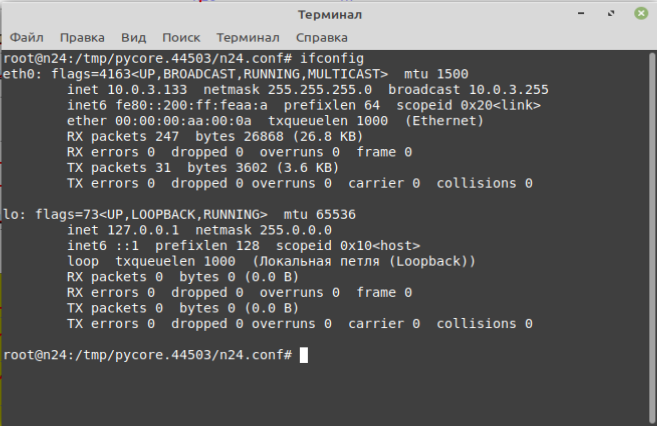 Терминал
Файл Правка Вид Поиск Терминал Справка
root@n24:/tmp/pycore.44503/n24.conf# ifconfig
eth0: flags=4163<UP,BROADCAST,RUNNING,MULTICAST>  mtu 1500
        inet 10.0.3.133  netmask 255.255.255.0  broadcast 10.0.3.255
        inet6 fe80::200:ff:feaa:a  prefixlen 64  scopeid 0x20<link>
        ether 00:00:00:aa:00:0a  txqueuelen 1000  (Ethernet)
        RX packets 247  bytes 26868 (26.8 KB)
        RX errors 0  dropped 0  overruns 0  frame 0
        TX packets 31  bytes 3602 (3.6 KB)
        TX errors 0  dropped 0 overruns 0  carrier 0  collisions 0

lo: flags=73<UP,LOOPBACK,RUNNING>  mtu 65536
        inet 127.0.0.1  netmask 255.0.0.0
        inet6 ::1  prefixlen 128  scopeid 0x10<host>
        loop  txqueuelen 1000  (Локальная петля (Loopback))
        RX packets 0  bytes 0 (0.0 B)
        RX errors 0  dropped 0  overruns 0  frame 0
        TX packets 0  bytes 0 (0.0 B)
        TX errors 0  dropped 0 overruns 0  carrier 0  collisions 0

root@n24:/tmp/pycore.44503/n24.conf#